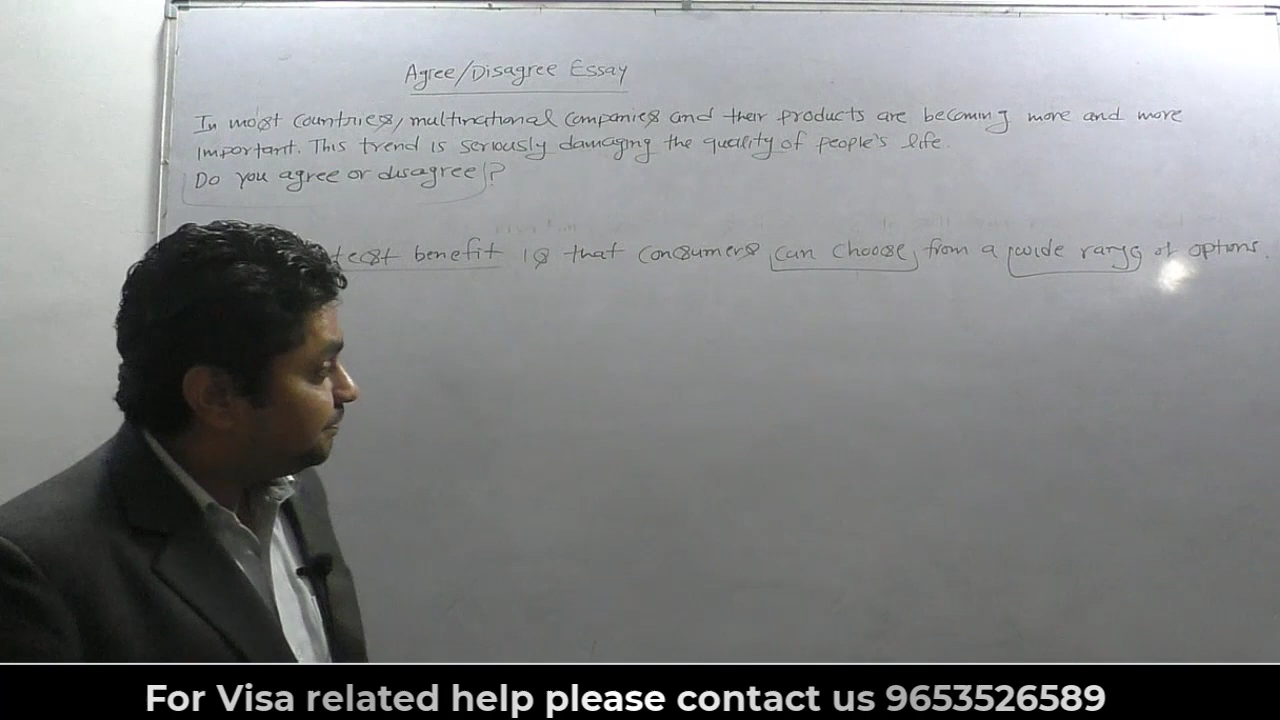 Agree/Disagree Essay
In most countries, multinational companies and their products are becoming more and more
important. This trend is seriously damaging the quality of people's life.
Do you agree or disagree?
benefit is that consumers can choose from a wide range of options.
For Visa related help please contact us 9653526589